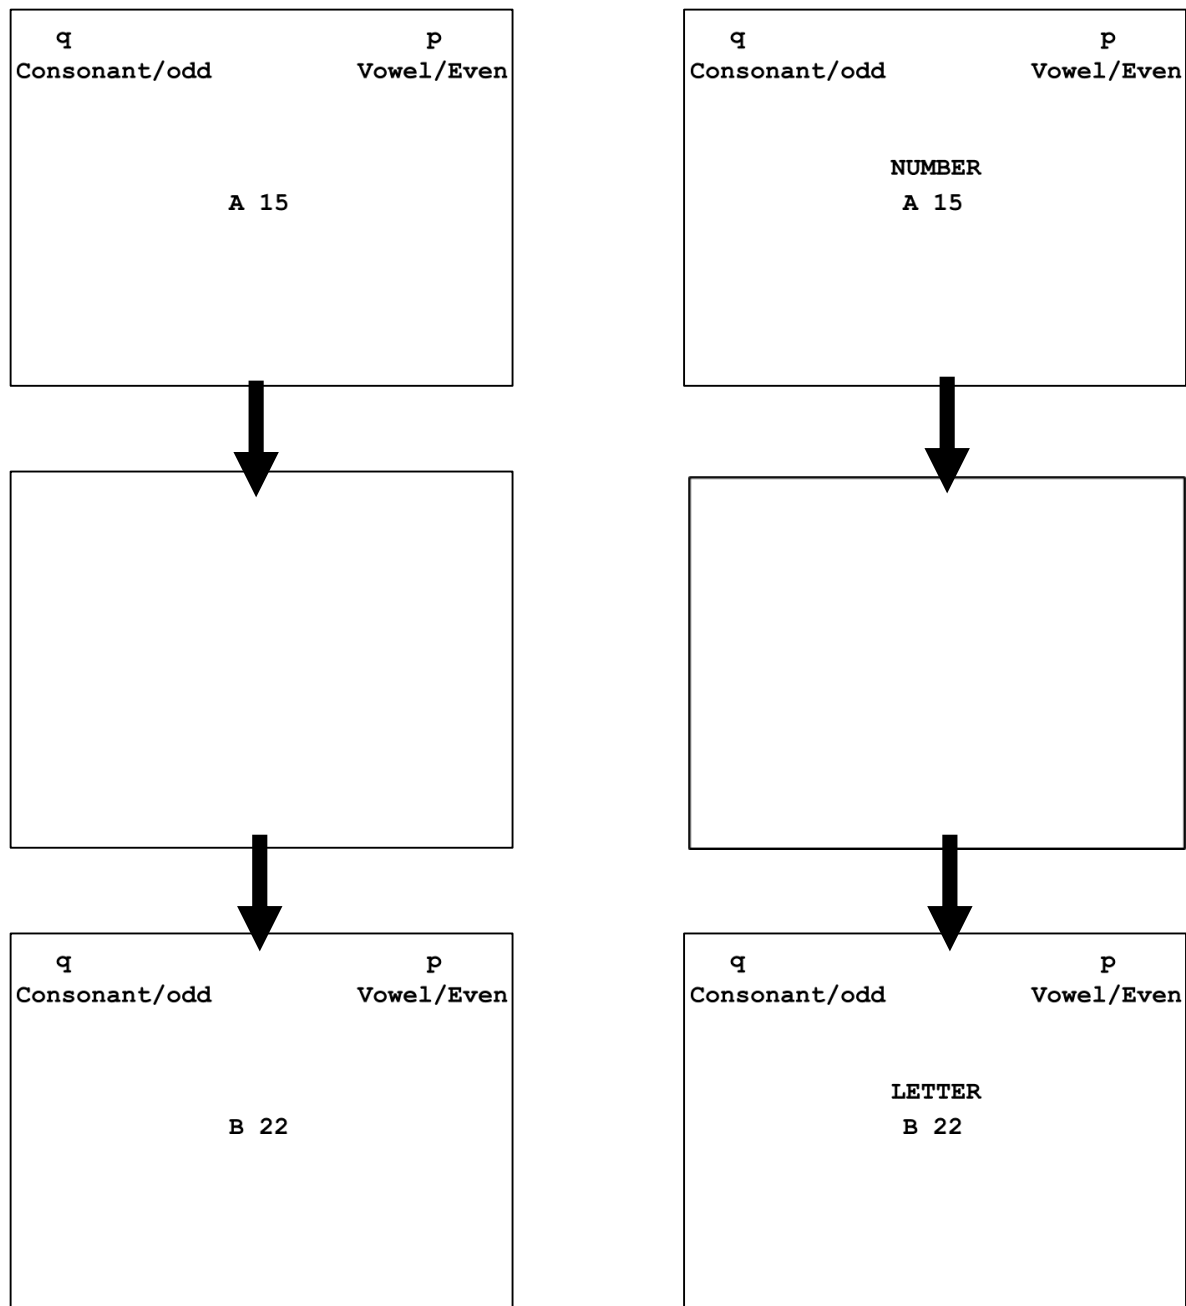 q p
Consonant/odd Vowel/Even
A 15
q p
Consonant/odd Vowel/Even
NUMBER
A 15
q p
Consonant/odd Vowel/Even
B 22
q p
Consonant/odd Vowel/Even
LETTER
B 22